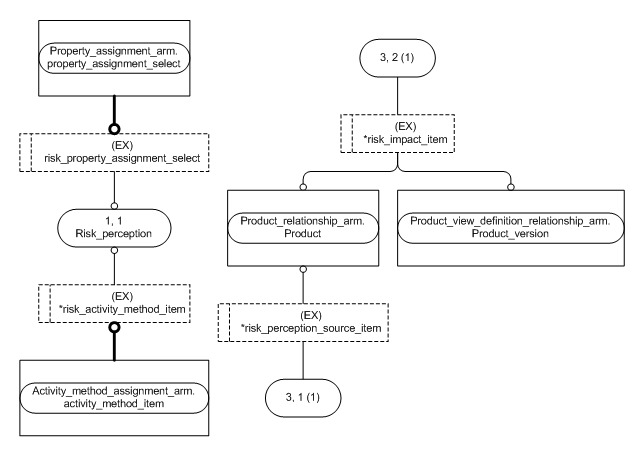 Property_assignment_arm.
property_assignment_select
(EX)
risk_property_assignment_select
1, 1
Risk_perception
(EX)
*risk_activity_method_item
Activity_method_assignment_arm.
activity_method_item
3, 2 (1)
(EX)
*risk_impact_item
Product_relationship_arm.
Product
Product_view_definition_relationship_arm.
Product_version
(EX)
*risk_perception_source_item
3, 1 (1)